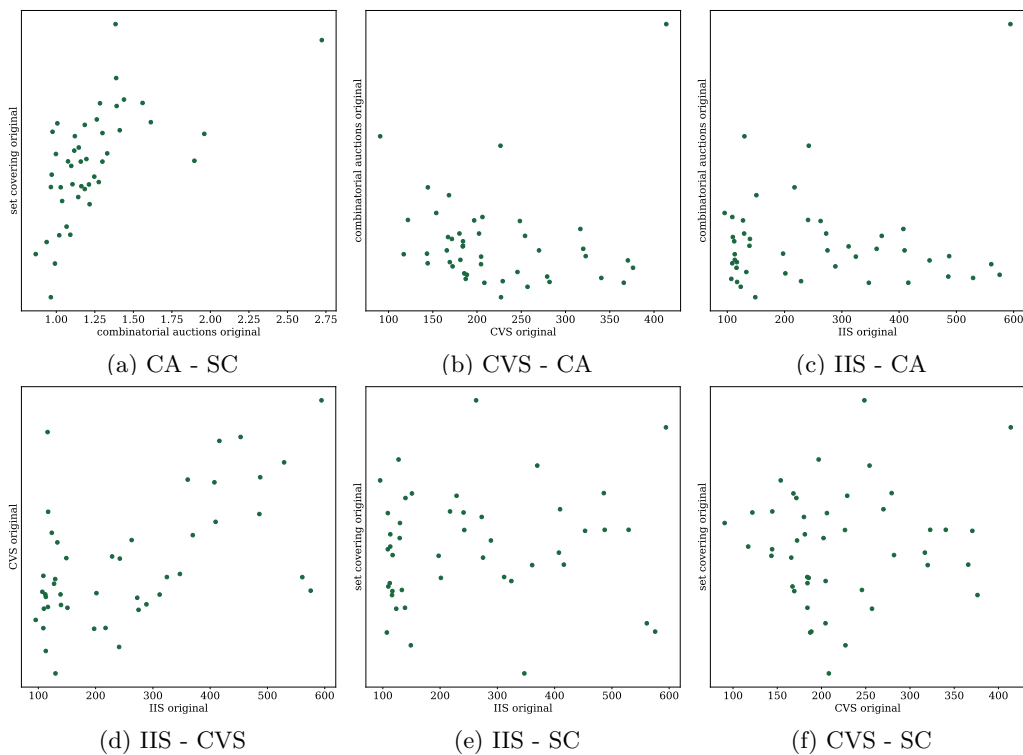 set covering original
1.00 1.25 1.50 1.75 2.00 2.25 2.50 2.75
combinatorial auctions original
(a) CA - SC
combinatorial auctions original
100 150 200 250 300 350 400
CVS original
(b) CVS - CA
combinatorial auctions original
100 200 300 400 500 600
IIS original
(c) IIS - CA
CVS original
100 200 300 400 500 600
IIS original
(d) IIS - CVS
set covering original
100 200 300 400 500 600
IIS original
(e) IIS - SC
set covering original
100 150 200 250 300 350 400
CVS original
(f) CVS - SC